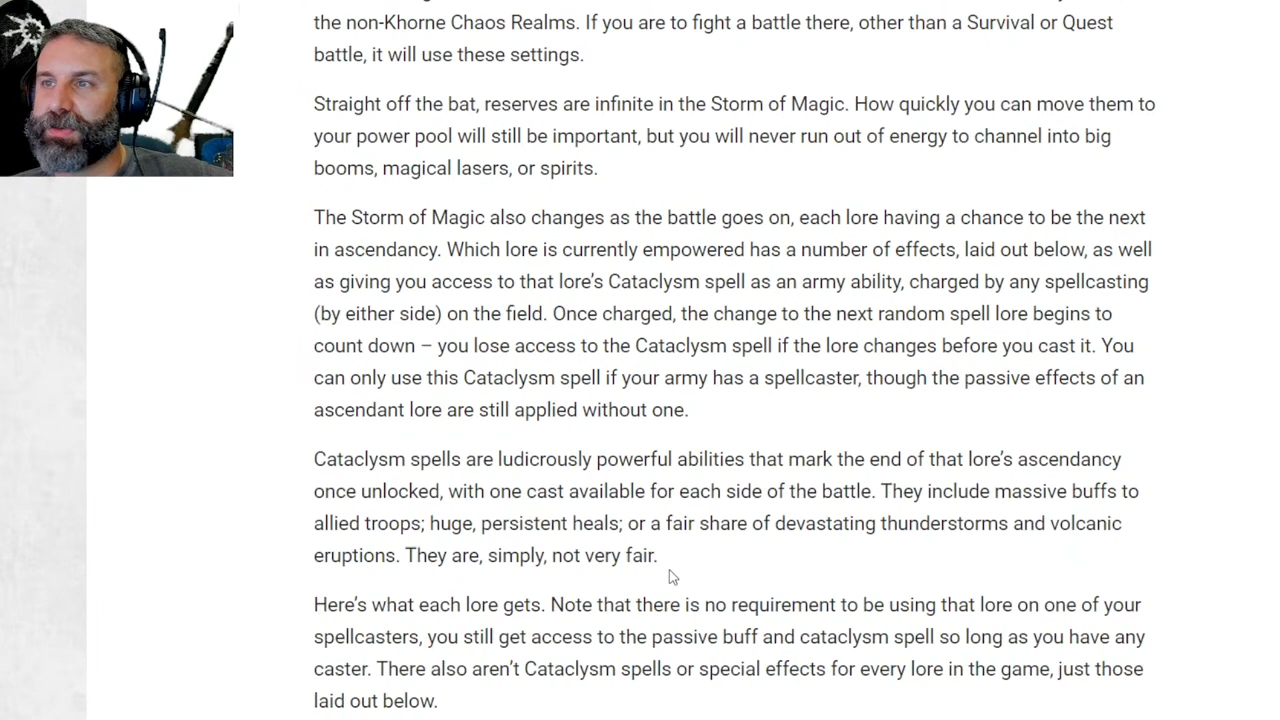 the non-Khorne Chaos Realms. If you are to fight a battle there, other than a Survival or Quest
battle, it will use these settings.
Straight off the bat, reserves are infinite in the Storm of Magic. How quickly you can move them to
your power pool will still be important, but you will never run out of energy to channel into big
booms, magical lasers, or spirits.
The Storm of Magic also changes as the battle goes on, each lore having a chance to be the next
in ascendancy. Which lore is currently empowered has a number of effects, laid out below, as well
as giving you access to that lore’s Cataclysm spell as an army ability, charged by any spellcasting
(by either side) on the field. Once charged, the change to the next random spell lore begins to
count down – you lose access to the Cataclysm spell if the lore changes before you cast it. You
can only use this Cataclysm spell if your army has a spellcaster, though the passive effects of an
ascendant lore are still applied without one.
Cataclysm spells are ludicrously powerful abilities that mark the end of that lore’s ascendancy
once unlocked, with one cast available for each side of the battle. They include massive buffs to
allied troops; huge, persistent heals; or a fair share of devastating thunderstorms and volcanic
eruptions. They are, simply, not very fair.
Here’s what each lore gets. Note that there is no requirement to be using that lore on one of your
spellcasters, you still get access to the passive buff and cataclysm spell so long as you have any
caster. There also aren’t Cataclysm spells or special effects for every lore in the game, just those
laid out below.